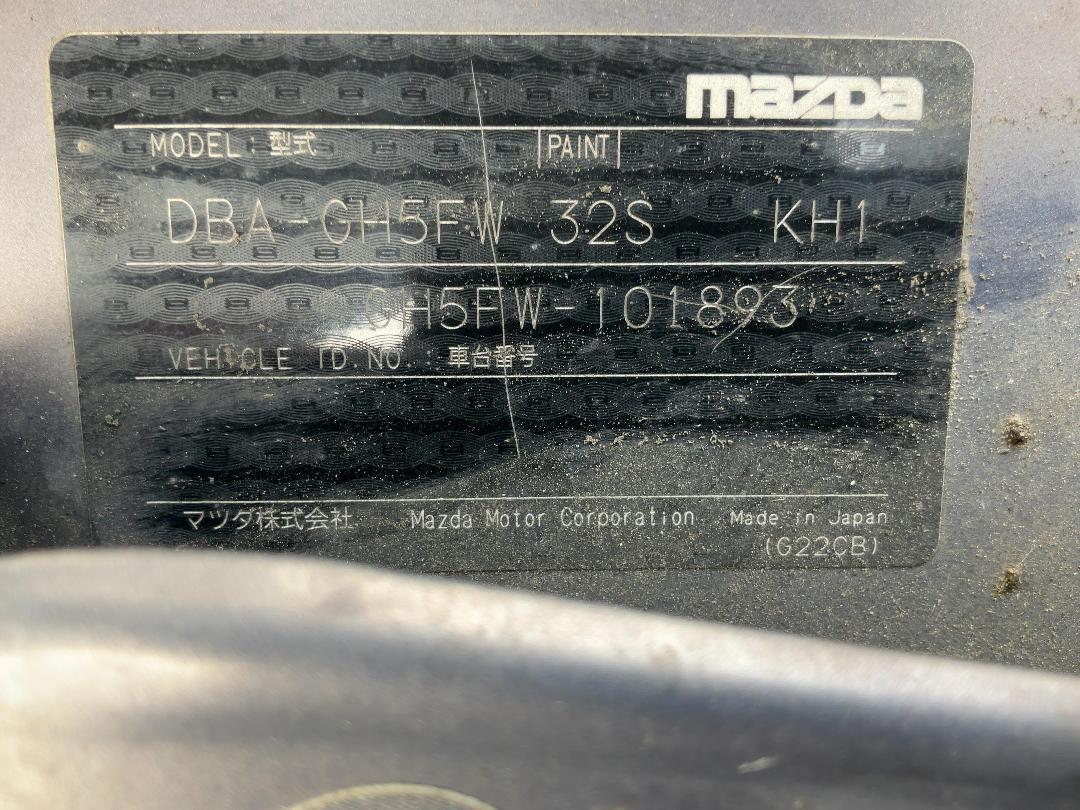 mazda
MODEL : 型式 PAINT
DBA-GH5FW 32S KH1
GH5FW-101893
VEHICLE ID. NO. 車台番号
マツダ株式会社 Mazda Motor Corporation Made in Japan
(G22CB)